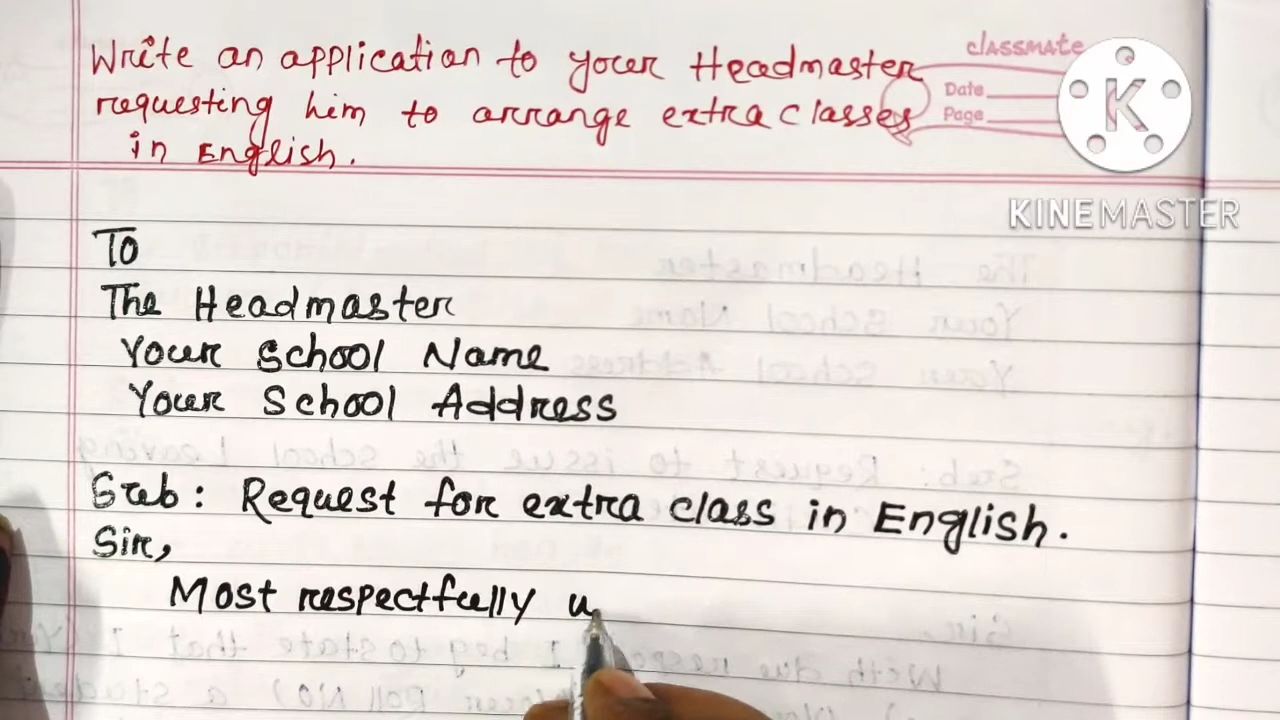 Write an application to your Headmaster
requesting him to arrange extra classes
in English.
classmate
Date
Page
K
KINEMASTER
To
The Headmaster
Your School Name
Your School Address
Sub: Request for extra class in English.
Sir,
Most respectfully